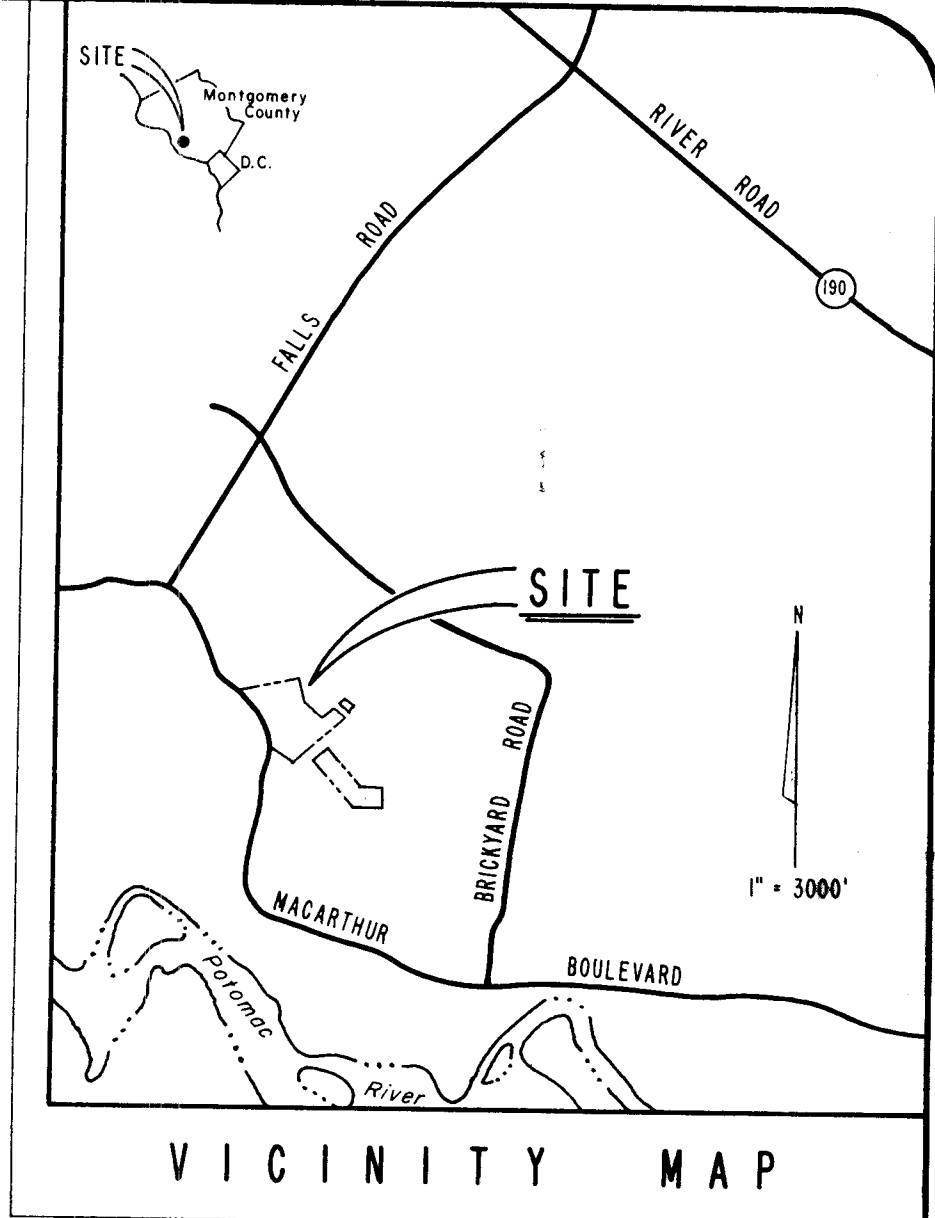 SITE
Montgomery
County
D.C.
RIVER
ROAD
190
ROAD
FALLS
SITE
N
ROAD
BRICKYARD
1" = 3000'
MACARTHUR
BOULEVARD
Potomac
River
VICINITY MAP